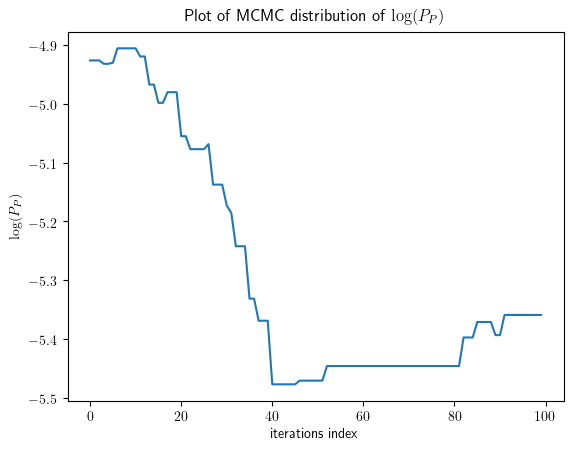 Plot of MCMC distribution of log(P_P)
−4.9
−5.0
−5.1
−5.2
−5.3
−5.4
−5.5
log(P_P)
0 20 40 60 80 100
iterations index